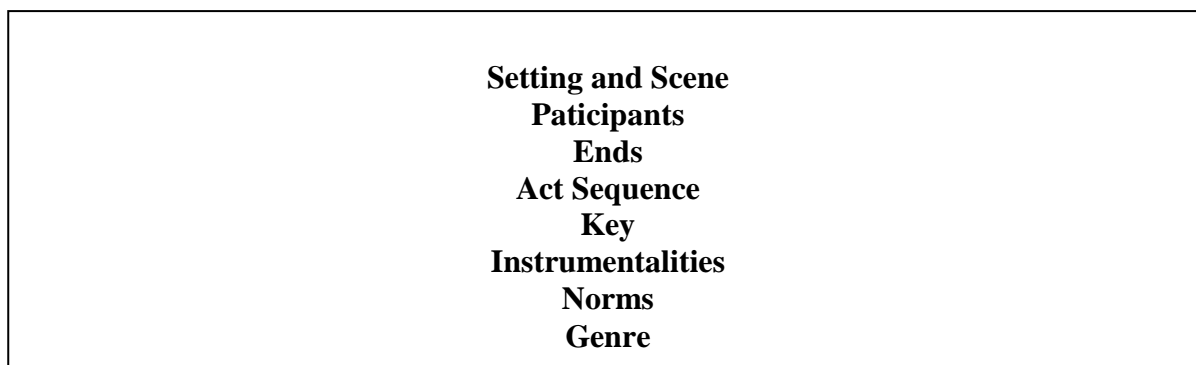 Setting and Scene
Paticipants
Ends
Act Sequence
Key
Instrumentalities
Norms
Genre